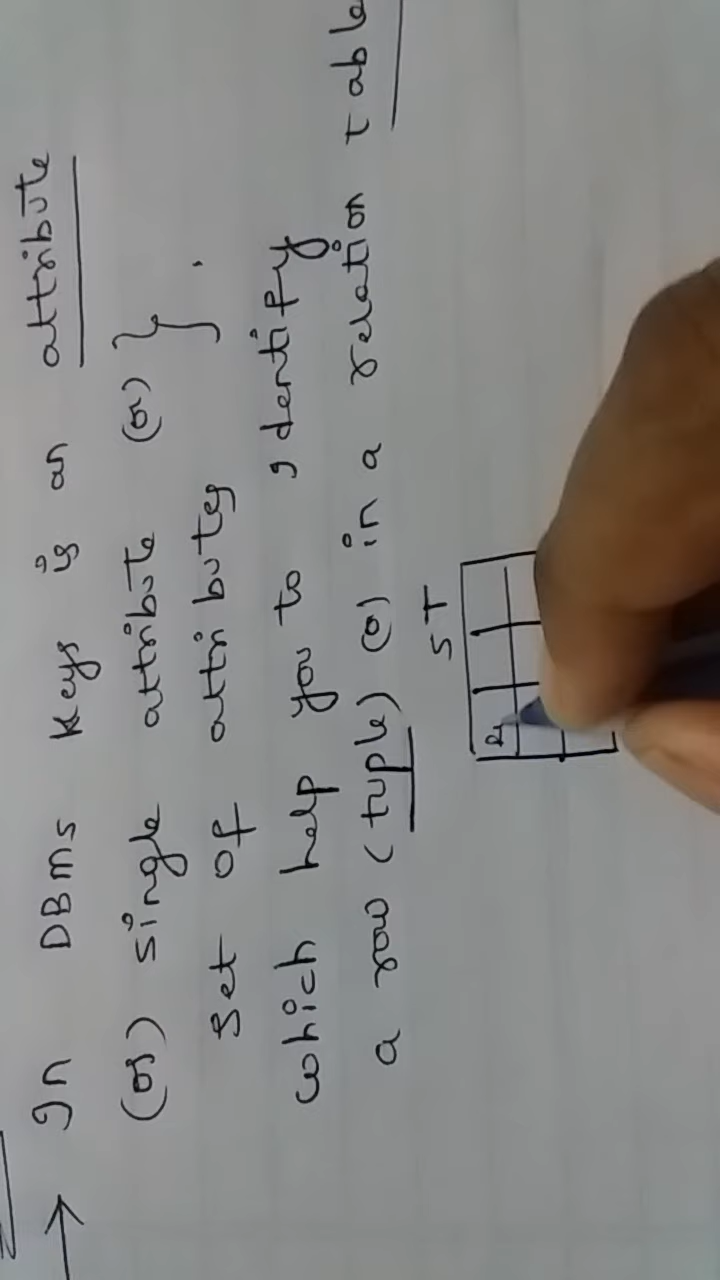 → In DBMS Keys is an attribute
(or) single attribute (or) }
Set of attributes .
which help you to identify
a row (tuple) (or) in a relation table
ST